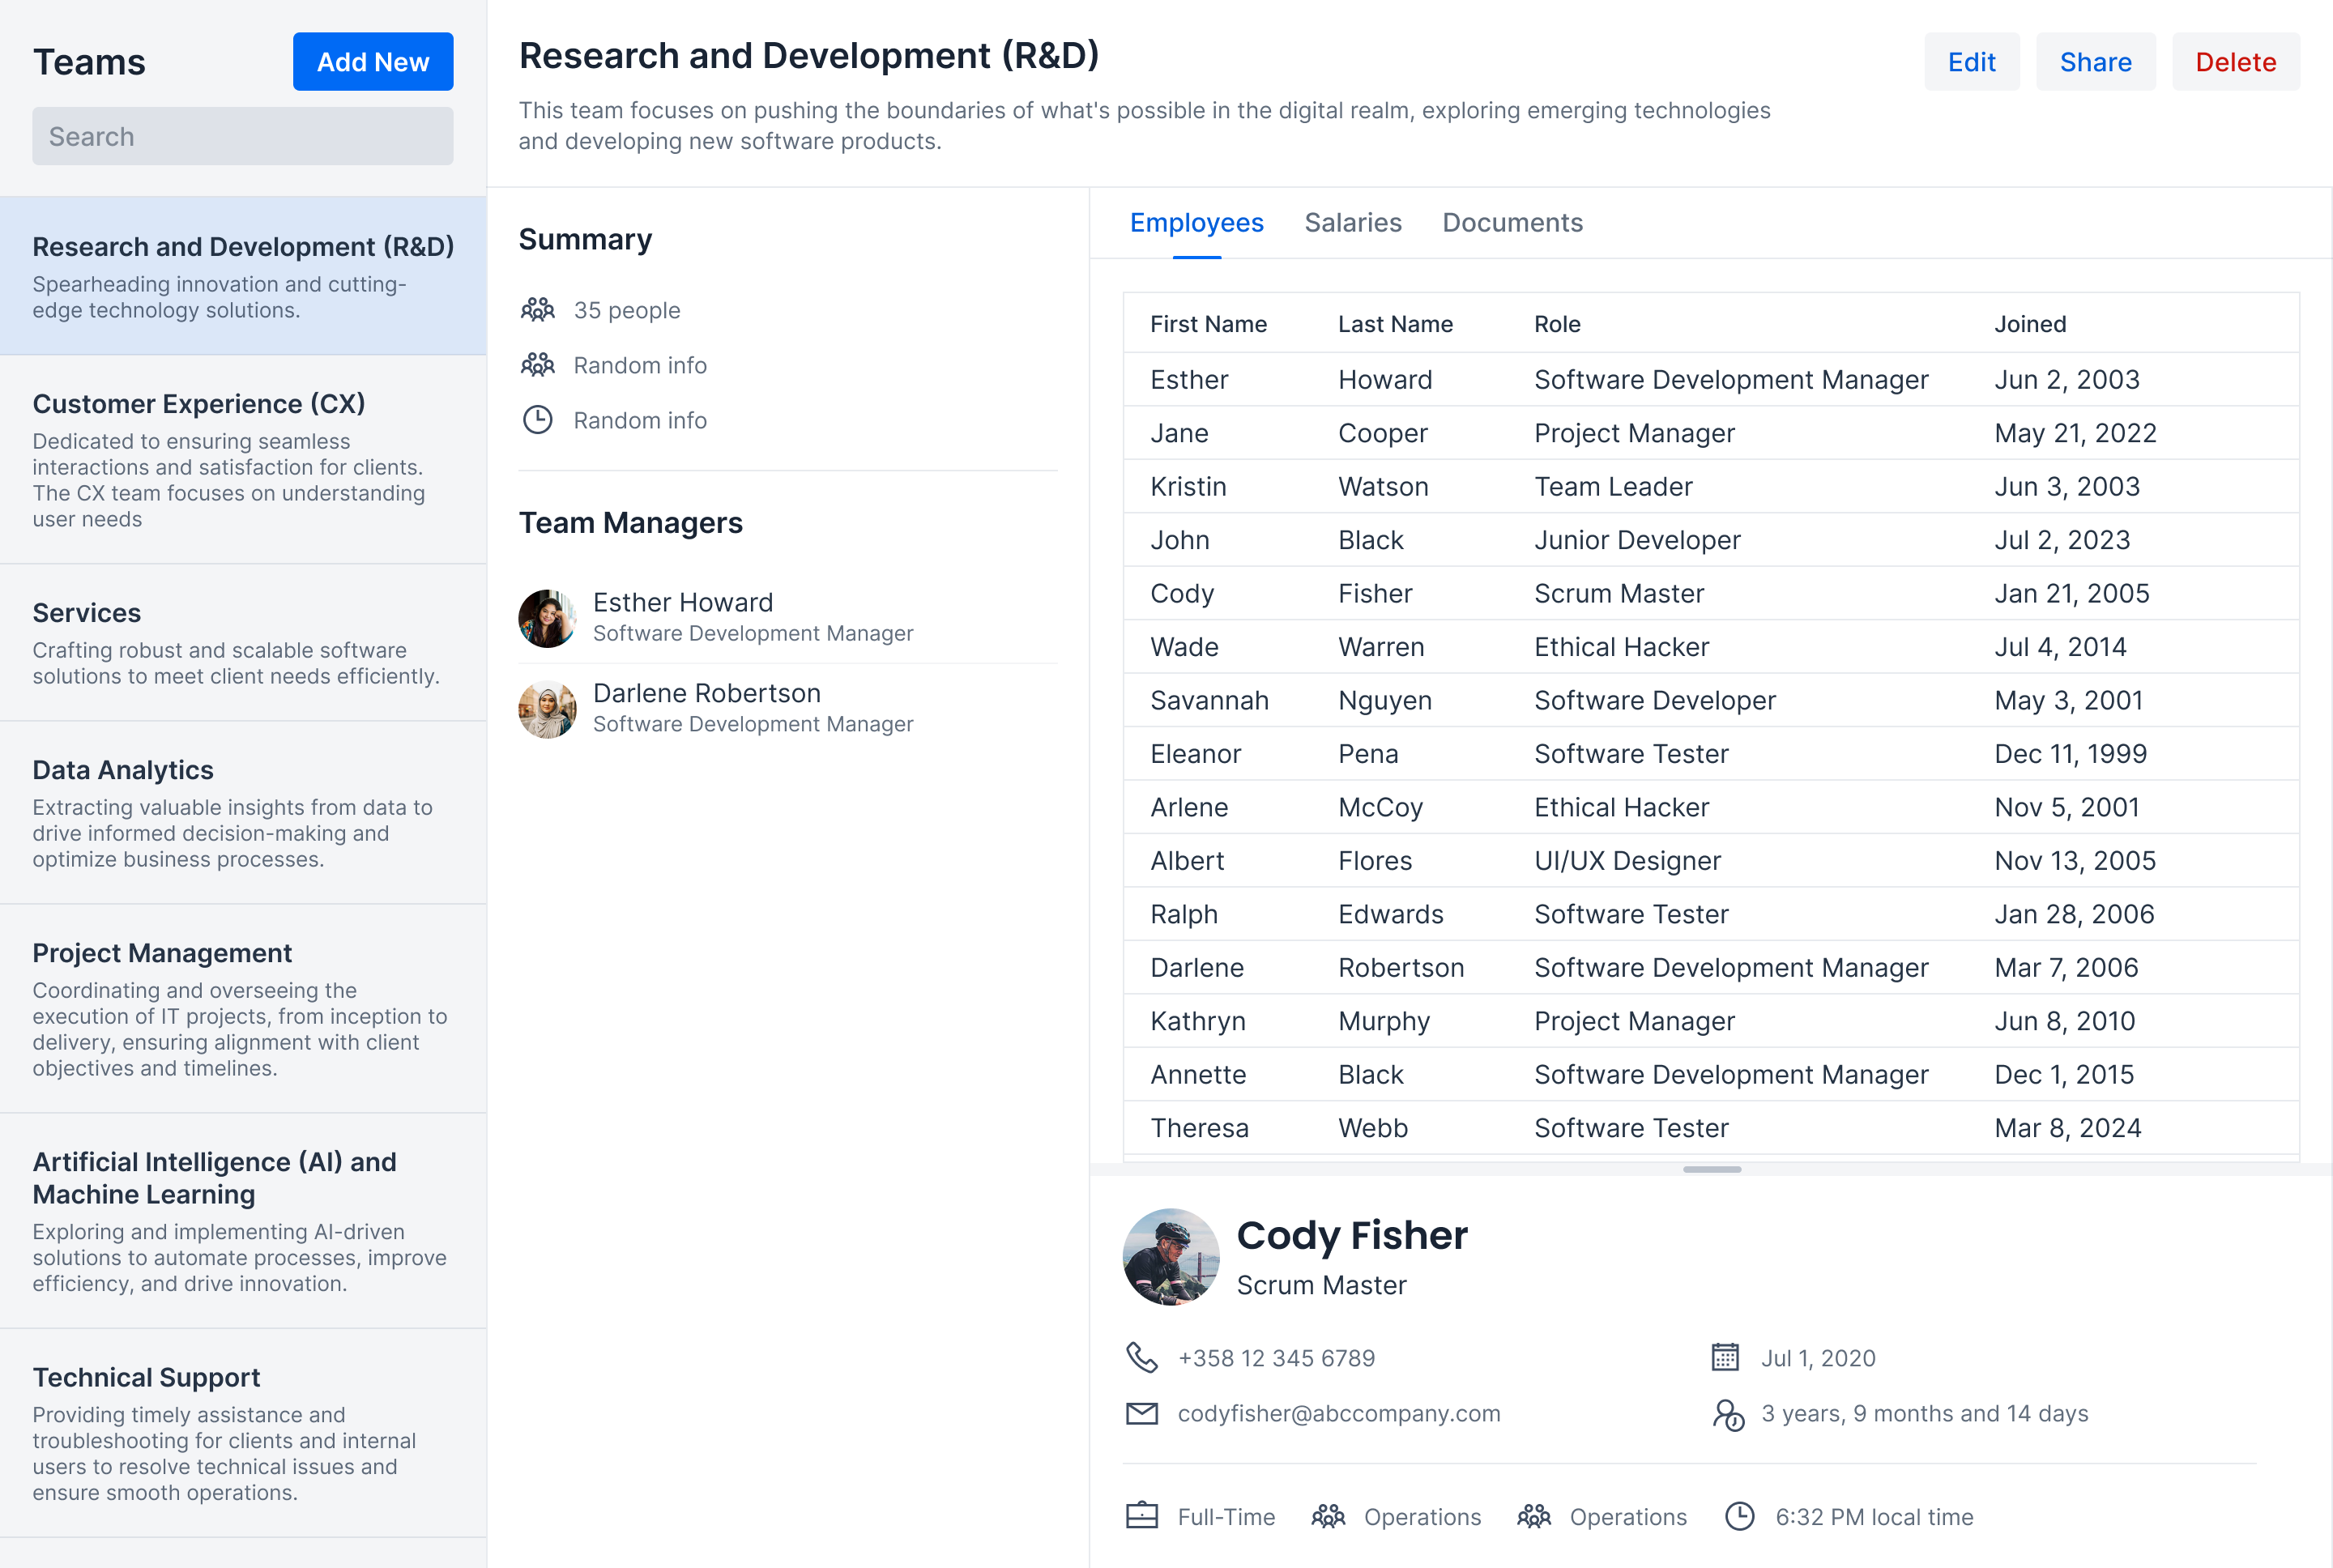 Teams
Add New
Search
Research and Development (R&D)
Spearheading innovation and cutting-
edge technology solutions.
Customer Experience (CX)
Dedicated to ensuring seamless
interactions and satisfaction for clients.
The CX team focuses on understanding
user needs
Services
Crafting robust and scalable software
solutions to meet client needs efficiently.
Data Analytics
Extracting valuable insights from data to
drive informed decision-making and
optimize business processes.
Project Management
Coordinating and overseeing the
execution of IT projects, from inception to
delivery, ensuring alignment with client
objectives and timelines.
Artificial Intelligence (AI) and
Machine Learning
Exploring and implementing AI-driven
solutions to automate processes, improve
efficiency, and drive innovation.
Technical Support
Providing timely assistance and
troubleshooting for clients and internal
users to resolve technical issues and
ensure smooth operations.
Research and Development (R&D)
This team focuses on pushing the boundaries of what's possible in the digital realm, exploring emerging technologies
and developing new software products.
Edit Share Delete
Summary
35 people
Random info
Random info
Team Managers
Esther Howard
Software Development Manager
Darlene Robertson
Software Development Manager
Employees Salaries Documents
First Name Last Name Role Joined
Esther Howard Software Development Manager Jun 2, 2003
Jane Cooper Project Manager May 21, 2022
Kristin Watson Team Leader Jun 3, 2003
John Black Junior Developer Jul 2, 2023
Cody Fisher Scrum Master Jan 21, 2005
Wade Warren Ethical Hacker Jul 4, 2014
Savannah Nguyen Software Developer May 3, 2001
Eleanor Pena Software Tester Dec 11, 1999
Arlene McCoy Ethical Hacker Nov 5, 2001
Albert Flores UI/UX Designer Nov 13, 2005
Ralph Edwards Software Tester Jan 28, 2006
Darlene Robertson Software Development Manager Mar 7, 2006
Kathryn Murphy Project Manager Jun 8, 2010
Annette Black Software Development Manager Dec 1, 2015
Theresa Webb Software Tester Mar 8, 2024
Cody Fisher
Scrum Master
+358 12 345 6789 Jul 1, 2020
codyfisher@abccompany.com 3 years, 9 months and 14 days
Full-Time Operations Operations 6:32 PM local time